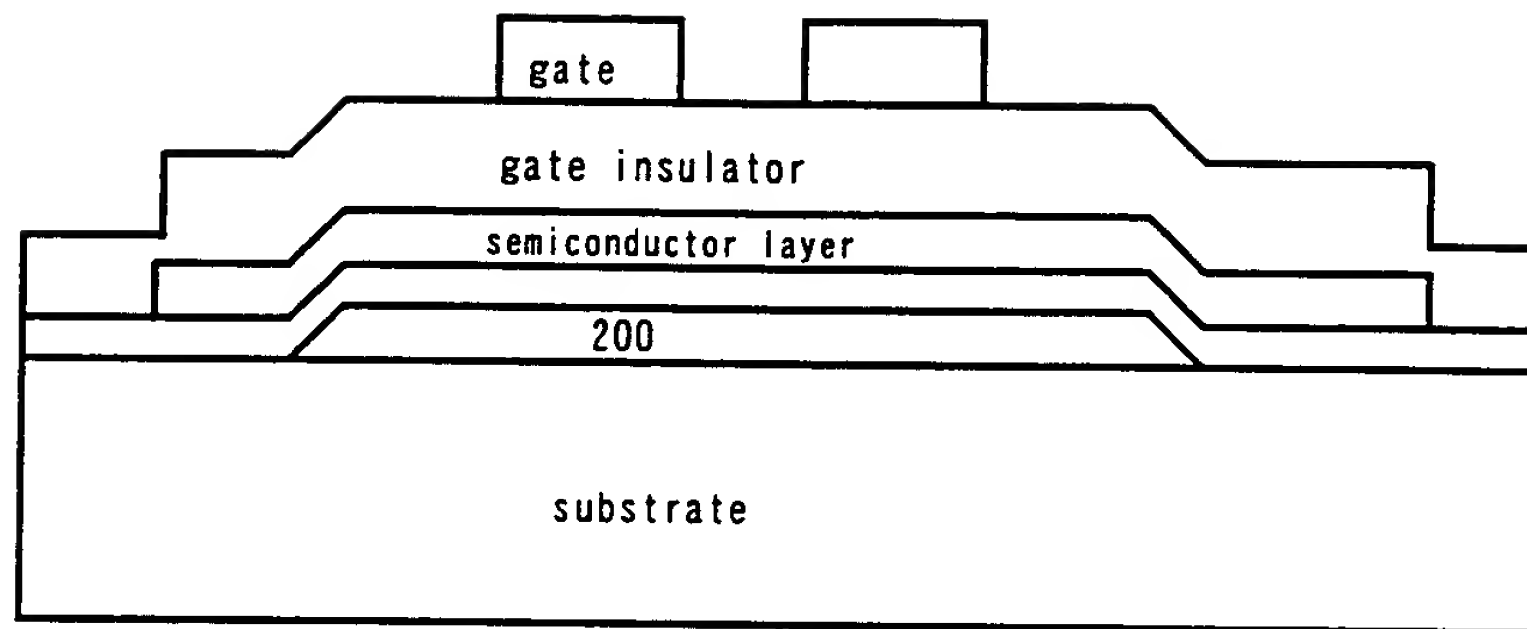 gate
gate insulator
semiconductor layer
200
substrate